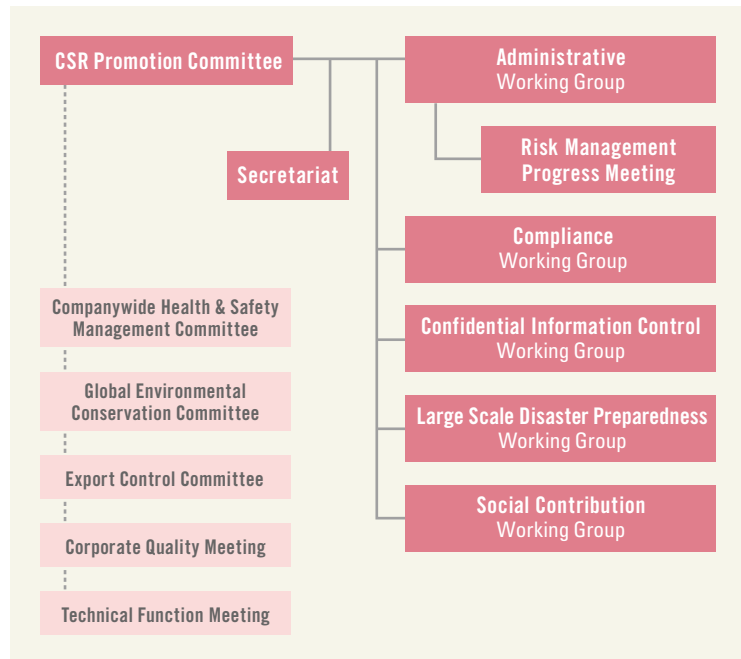 CSR Promotion Committee
Secretariat
Administrative
Working Group
Risk Management
Progress Meeting
Compliance
Working Group
Confidential Information Control
Working Group
Large Scale Disaster Preparedness
Working Group
Social Contribution
Working Group
Companywide Health & Safety
Management Committee
Global Environmental
Conservation Committee
Export Control Committee
Corporate Quality Meeting
Technical Function Meeting